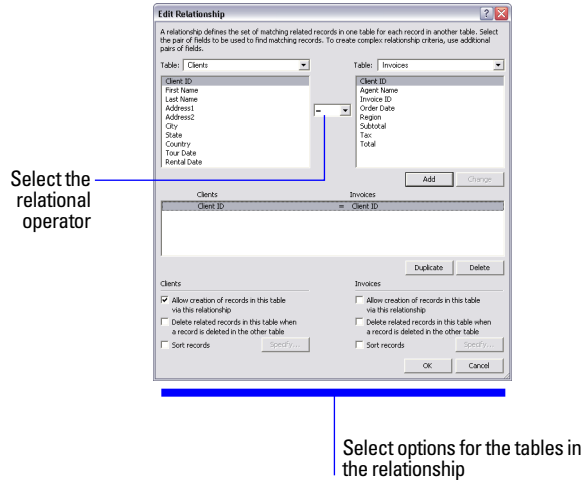 Edit Relationship
A relationship defines the set of matching related records in one table for each record in another table. Select
the pair of fields to be used to find matching records. To create complex relationship criteria, use additional
pairs of fields.
Table: Clients
Table: Invoices
Client ID
First Name
Last Name
Address1
Address2
City
State
Country
Tour Date
Rental Date
=
Client ID
Agent Name
Invoice ID
Order Date
Region
Subtotal
Tax
Total
Select the
relational
operator
Add Change
Clients Invoices
Client ID = Client ID
Duplicate Delete
Clients
Allow creation of records in this table
via this relationship
Delete related records in this table when
a record is deleted in the other table
Sort records Specify...
Invoices
Allow creation of records in this table
via this relationship
Delete related records in this table when
a record is deleted in the other table
Sort records Specify...
OK Cancel
Select options for the tables in
the relationship